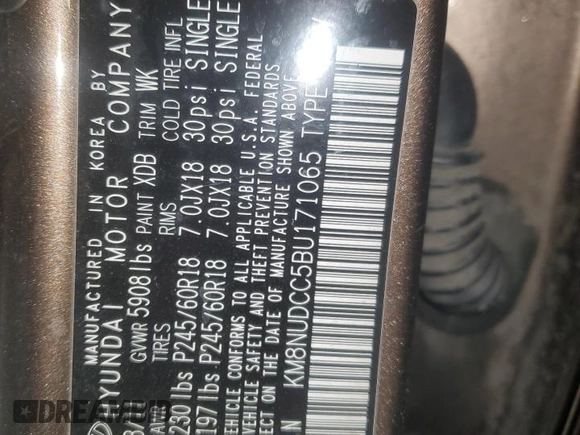 MANUFACTURED IN KOREA BY
YUNDAI MOTOR COMPANY
GVWR 5908lbs PAINT XDB TRIM WK
TIRES RIMS COLD TIRE INFL
230lbs P245/60R18 7.0JX18 30psi SINGLE
197lbs P245/60R18 7.0JX18 30psi SINGLE
VEHICLE CONFORMS TO ALL APPLICABLE U.S.A. FEDERAL
VEHICLE SAFETY AND THEFT PREVENTION STANDARDS
ECT ON THE DATE OF MANUFACTURE SHOWN ABOVE
KM8NUDCC5BU171065 TYPE
DREAMBID